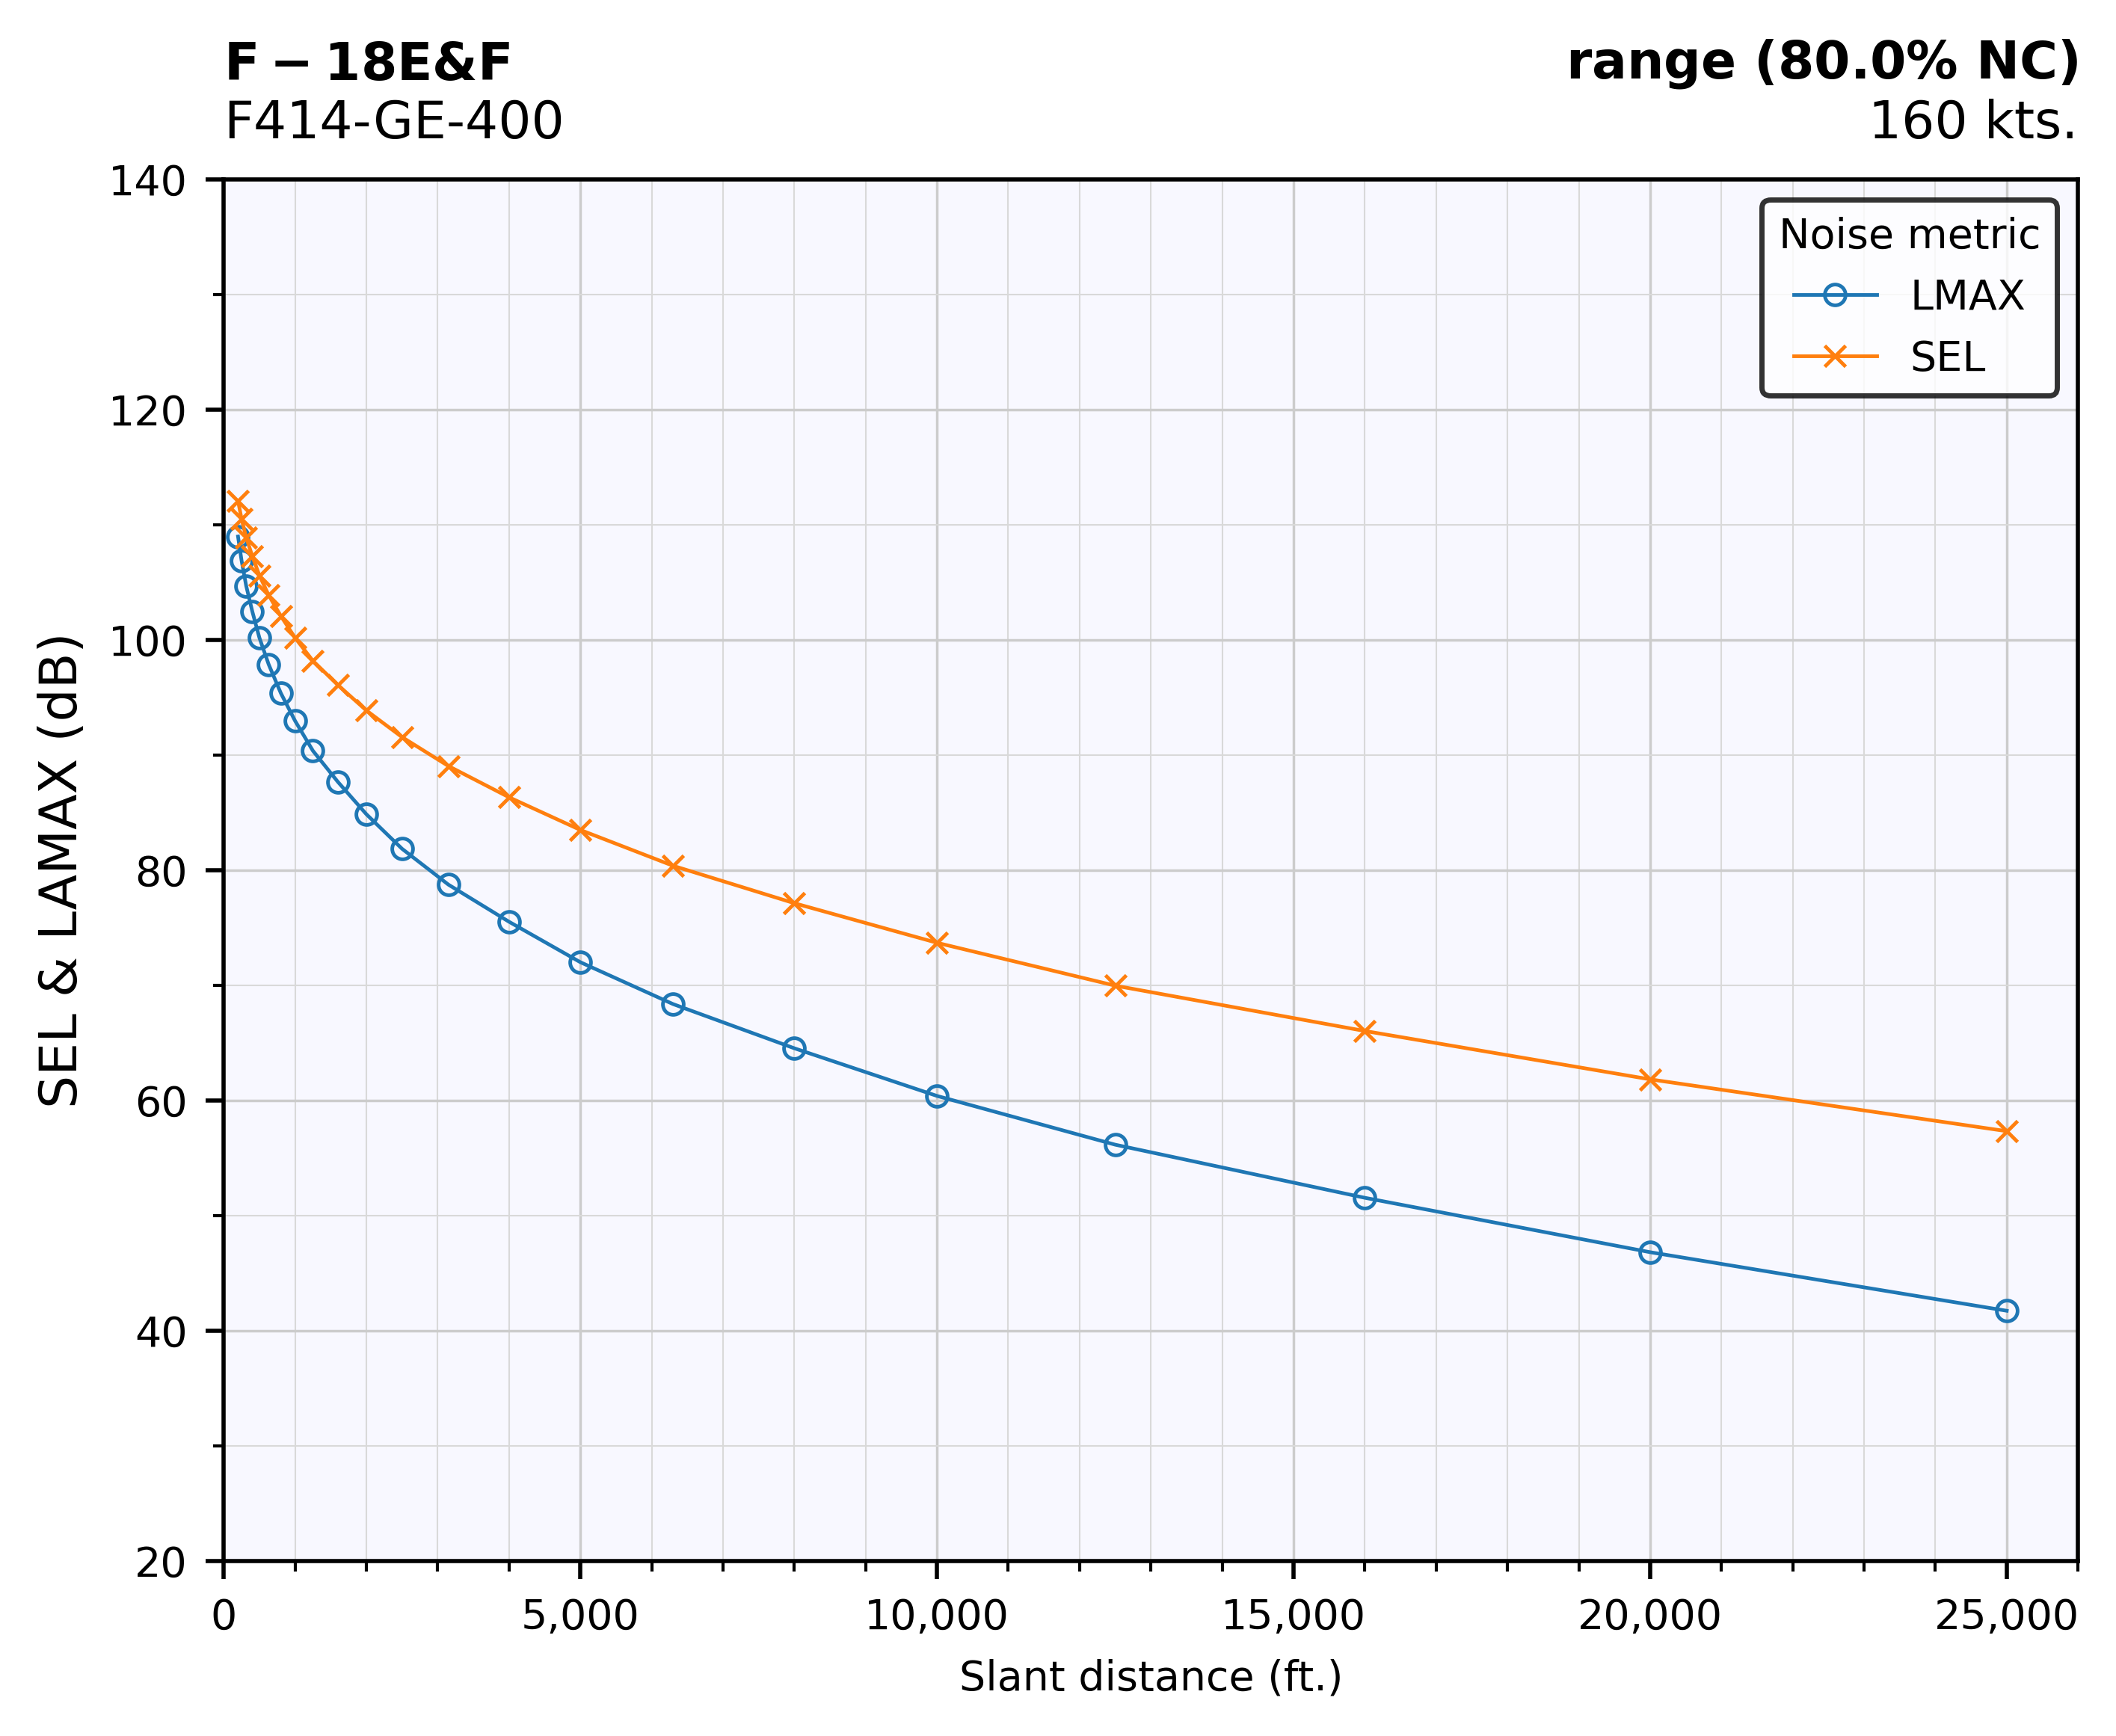 F − 18E&F
range (80.0% NC)
F414-GE-400
160 kts.
140
120
100
80
60
40
20
SEL & LAMAX (dB)
Noise metric
LMAX
SEL
0
5,000
10,000
15,000
20,000
25,000
Slant distance (ft.)